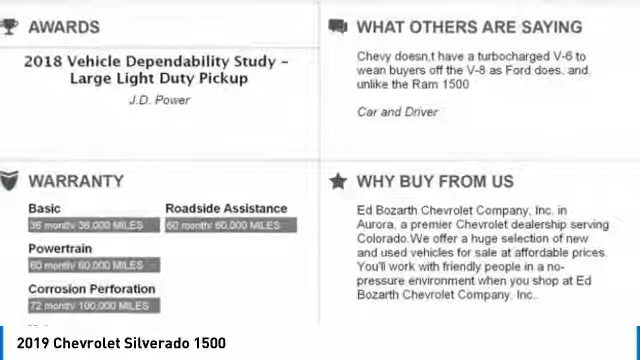 AWARDS
2018 Vehicle Dependability Study -
Large Light Duty Pickup
J.D. Power
WHAT OTHERS ARE SAYING
Chevy doesn,t have a turbocharged V-6 to
wean buyers off the V-8 as Ford does, and,
unlike the Ram 1500
Car and Driver
WARRANTY
Basic
36 month/ 36,000 MILES
Roadside Assistance
60 month/ 60,000 MILES
Powertrain
60 month/ 60,000 MILES
Corrosion Perforation
72 month/ 100,000 MILES
WHY BUY FROM US
Ed Bozarth Chevrolet Company, Inc. in
Aurora, a premier Chevrolet dealership serving
Colorado.We offer a huge selection of new
and used vehicles for sale at affordable prices.
You'll work with friendly people in a no-
pressure environment when you shop at Ed
Bozarth Chevrolet Company, Inc..
2019 Chevrolet Silverado 1500